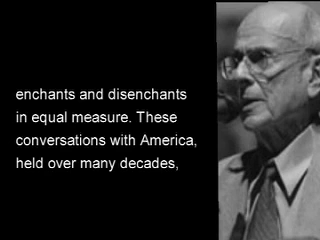 enchants and disenchants
in equal measure. These
conversations with America,
held over many decades,